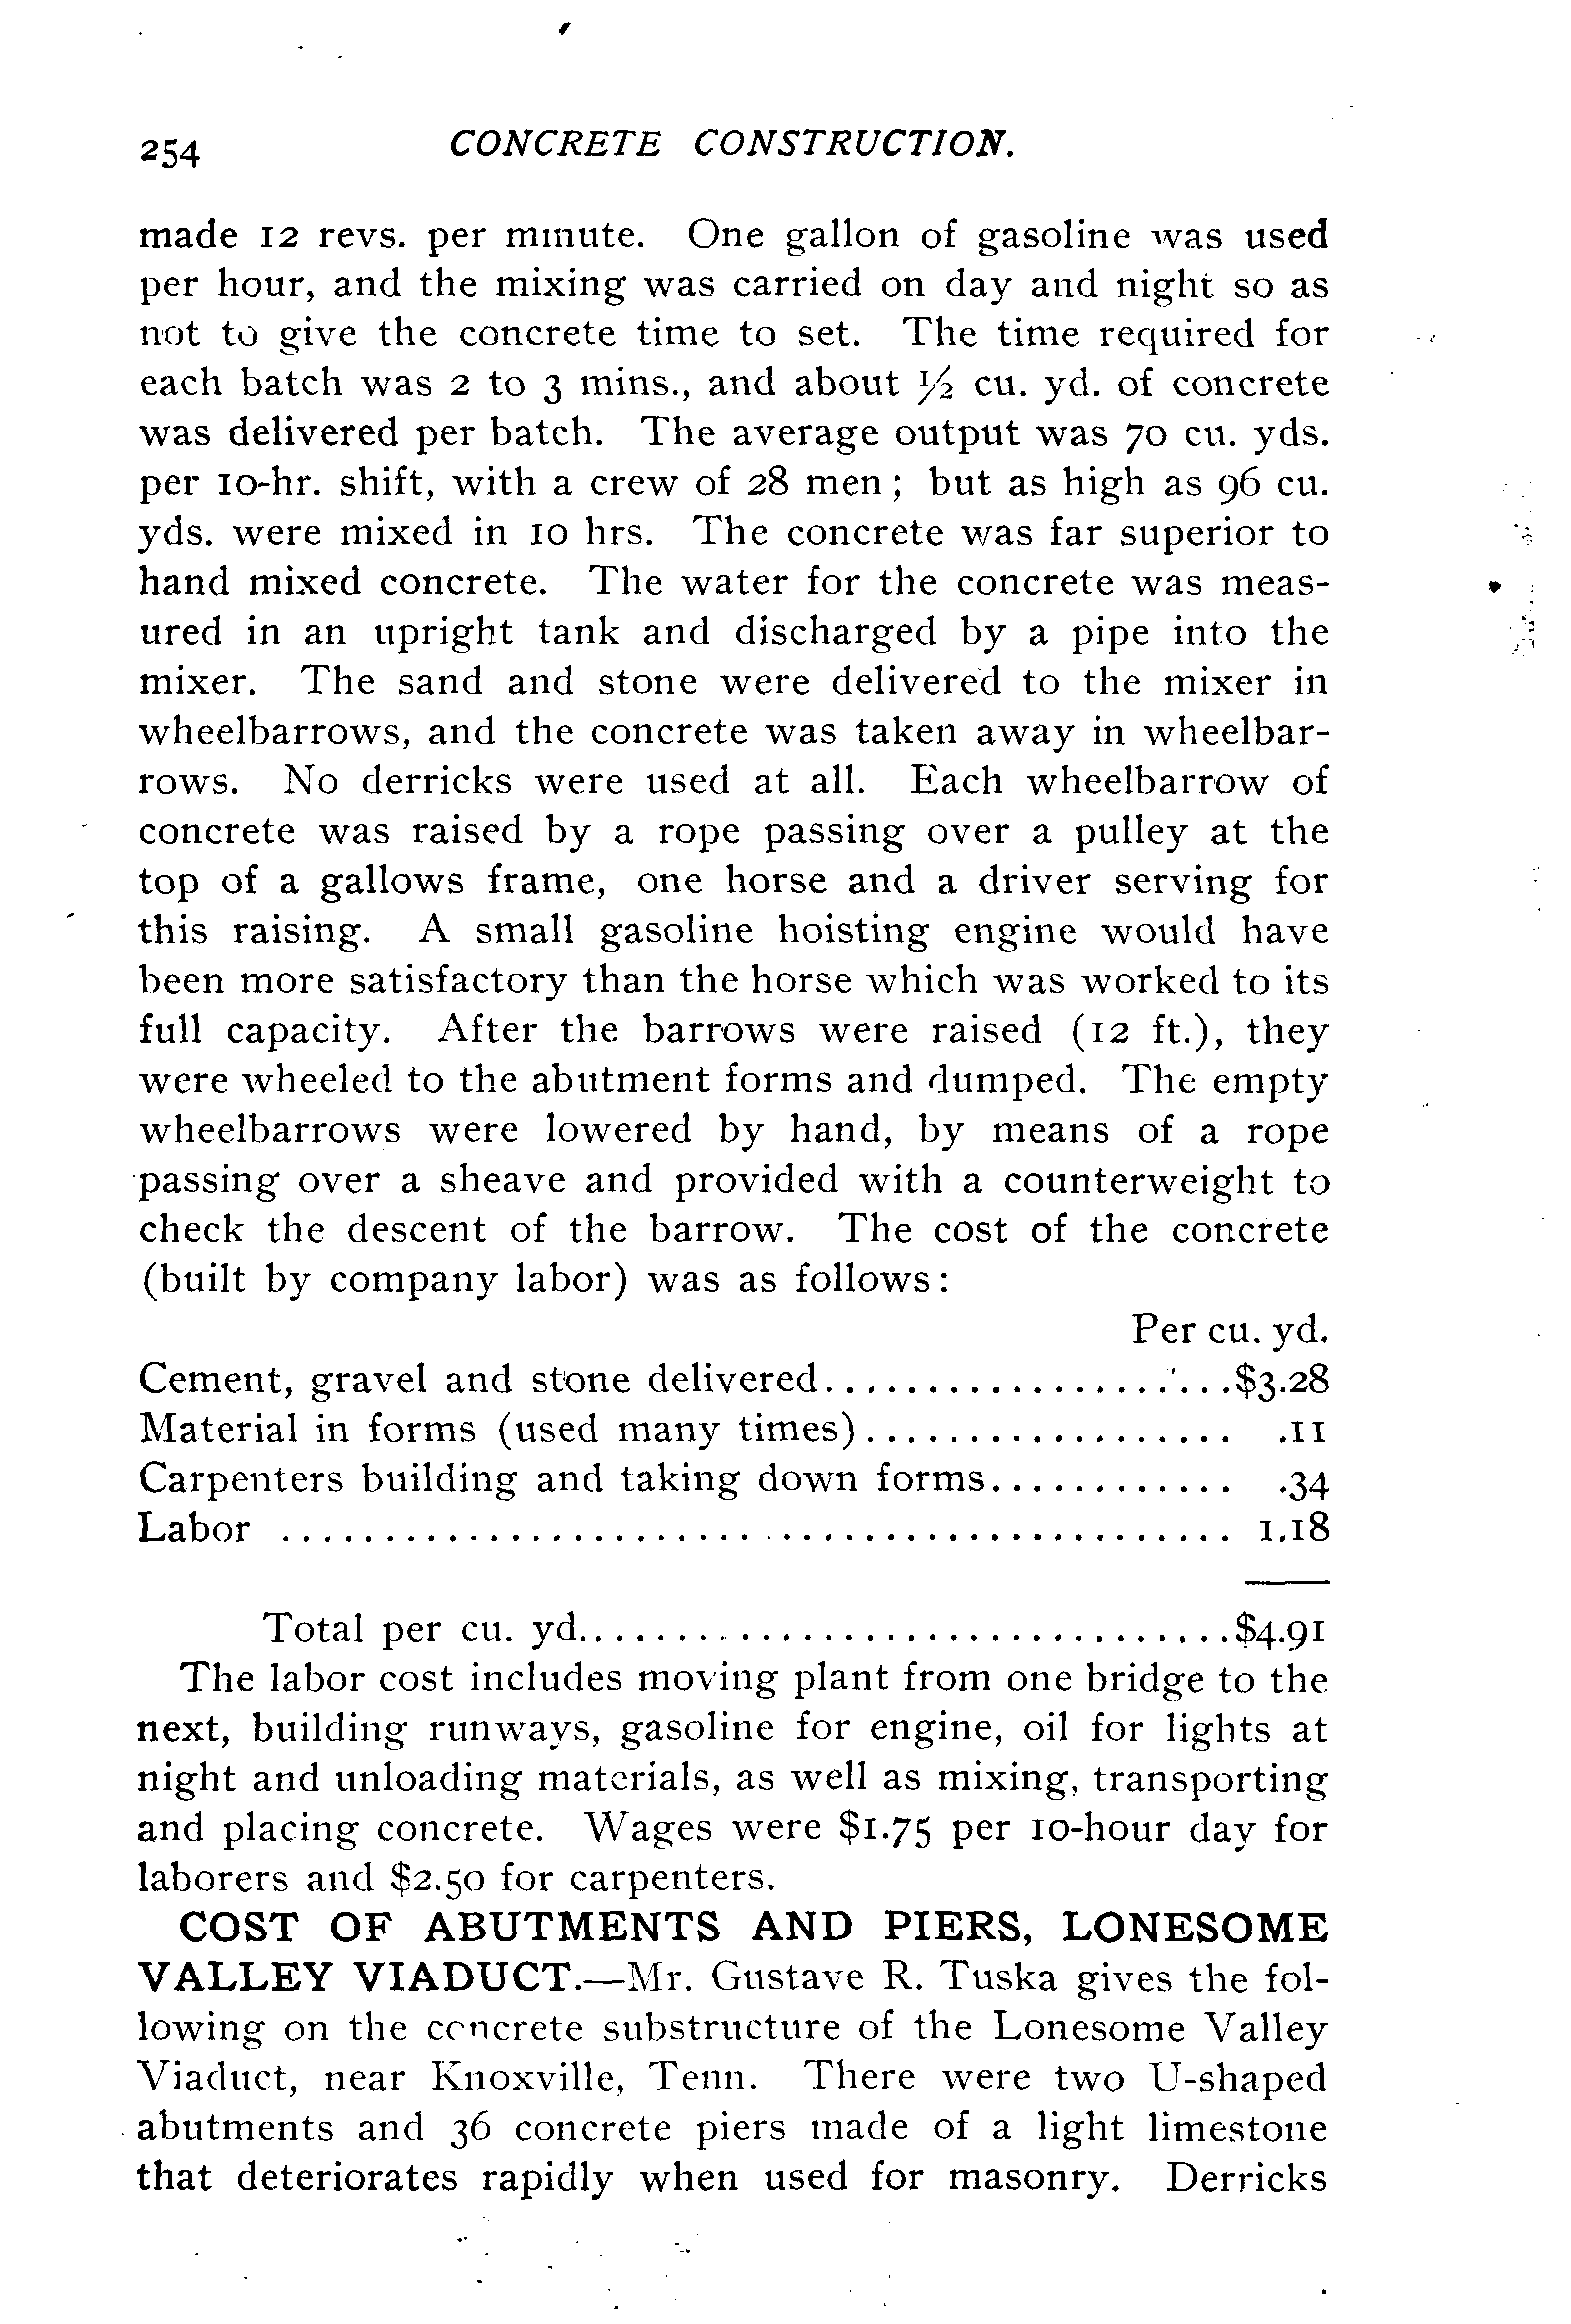 254 CONCRETE CONSTRUCTION.
made 12 revs. per minute. One gallon of gasoline was used
per hour, and the mixing was carried on day and night so as
not to give the concrete time to set. The time required for
each batch was 2 to 3 mins., and about ½ cu. yd. of concrete
was delivered per batch. The average output was 70 cu. yds.
per 10-hr. shift, with a crew of 28 men; but as high as 96 cu.
yds. were mixed in 10 hrs. The concrete was far superior to
hand mixed concrete. The water for the concrete was meas-
ured in an upright tank and discharged by a pipe into the
mixer. The sand and stone were delivered to the mixer in
wheelbarrows, and the concrete was taken away in wheelbar-
rows. No derricks were used at all. Each wheelbarrow of
concrete was raised by a rope passing over a pulley at the
top of a gallows frame, one horse and a driver serving for
this raising. A small gasoline hoisting engine would have
been more satisfactory than the horse which was worked to its
full capacity. After the barrows were raised (12 ft.), they
were wheeled to the abutment forms and dumped. The empty
wheelbarrows were lowered by hand, by means of a rope
passing over a sheave and provided with a counterweight to
check the descent of the barrow. The cost of the concrete
(built by company labor) was as follows:
Per cu. yd.
Cement, gravel and stone delivered....................$3.28
Material in forms (used many times).................. .11
Carpenters building and taking down forms............ .34
Labor .............................................. 1.18
Total per cu. yd................................$4.91
The labor cost includes moving plant from one bridge to the
next, building runways, gasoline for engine, oil for lights at
night and unloading materials, as well as mixing, transporting
and placing concrete. Wages were $1.75 per 10-hour day for
laborers and $2.50 for carpenters.
COST OF ABUTMENTS AND PIERS, LONESOME
VALLEY VIADUCT.—Mr. Gustave R. Tuska gives the fol-
lowing on the concrete substructure of the Lonesome Valley
Viaduct, near Knoxville, Tenn. There were two U-shaped
abutments and 36 concrete piers made of a light limestone
that deteriorates rapidly when used for masonry. Derricks